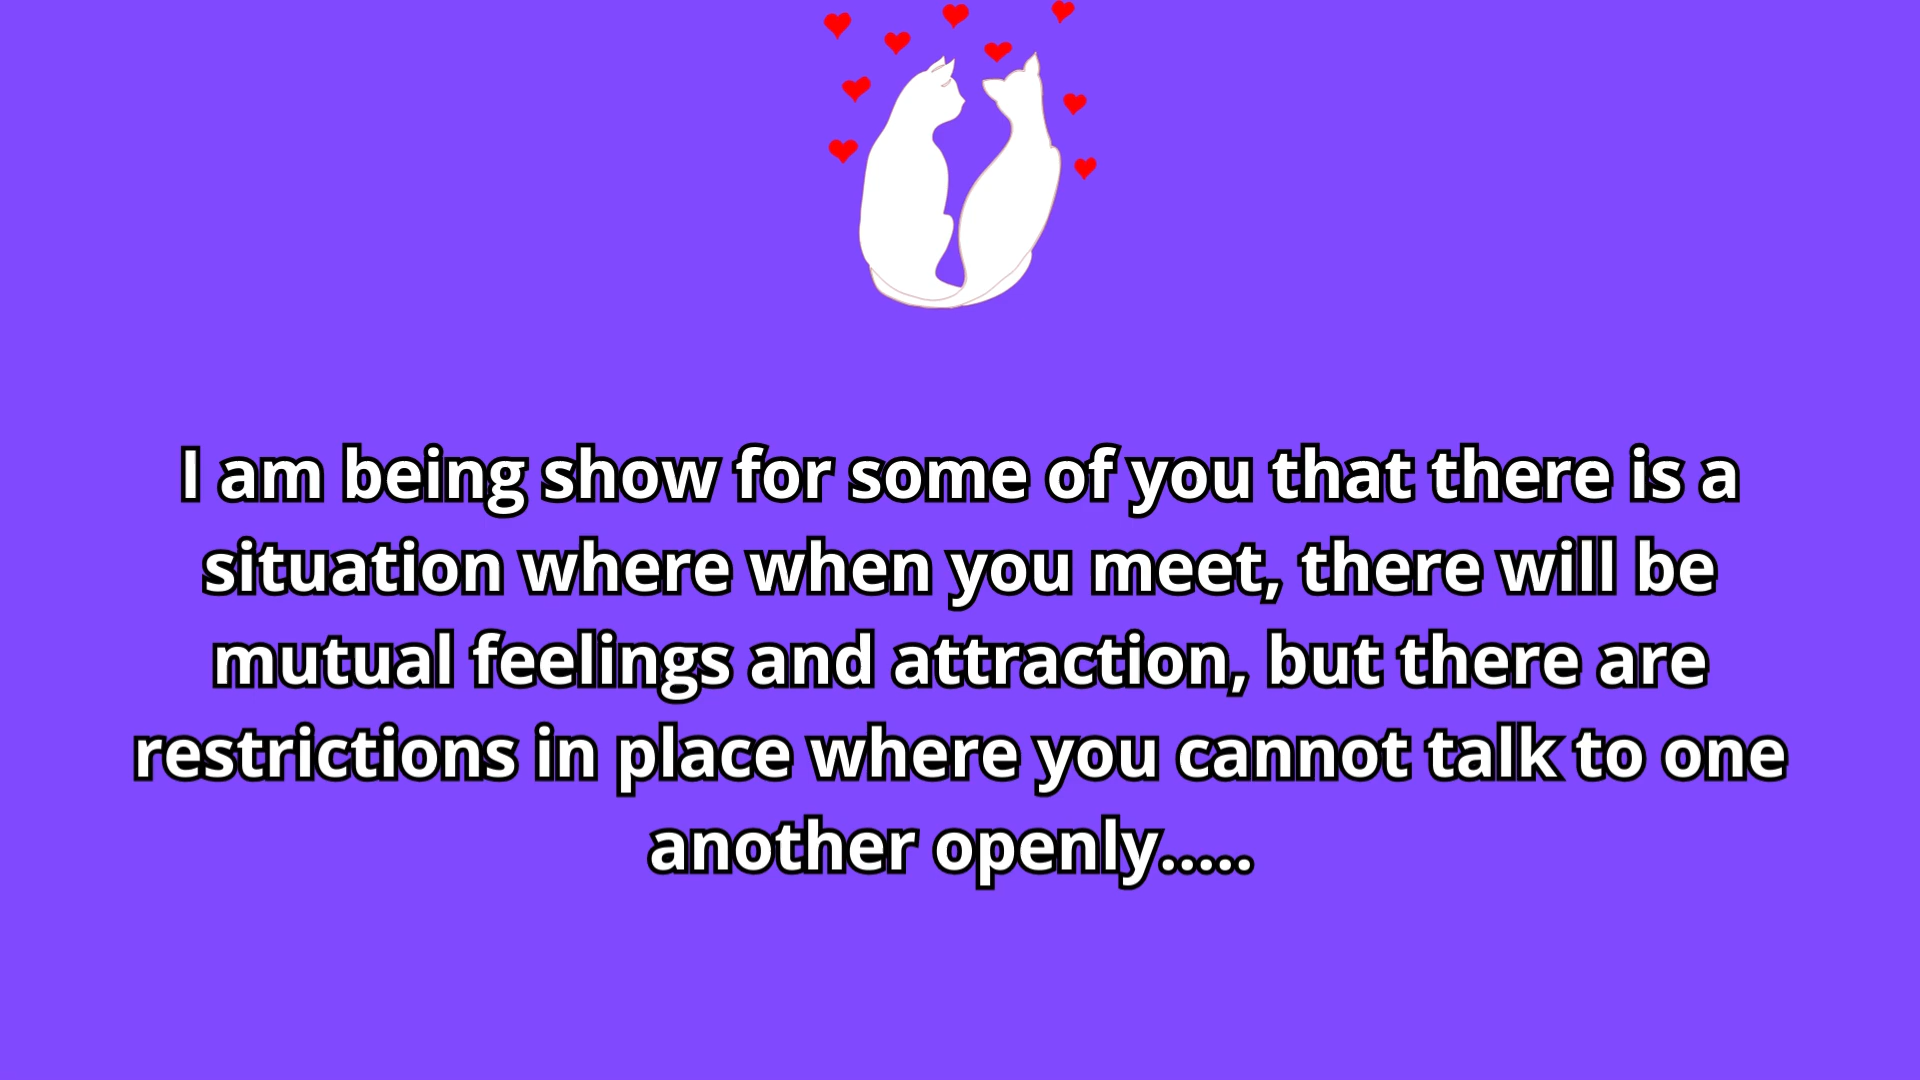 I am being show for some of you that there is a
situation where when you meet, there will be
mutual feelings and attraction, but there are
restrictions in place where you cannot talk to one
another openly.....